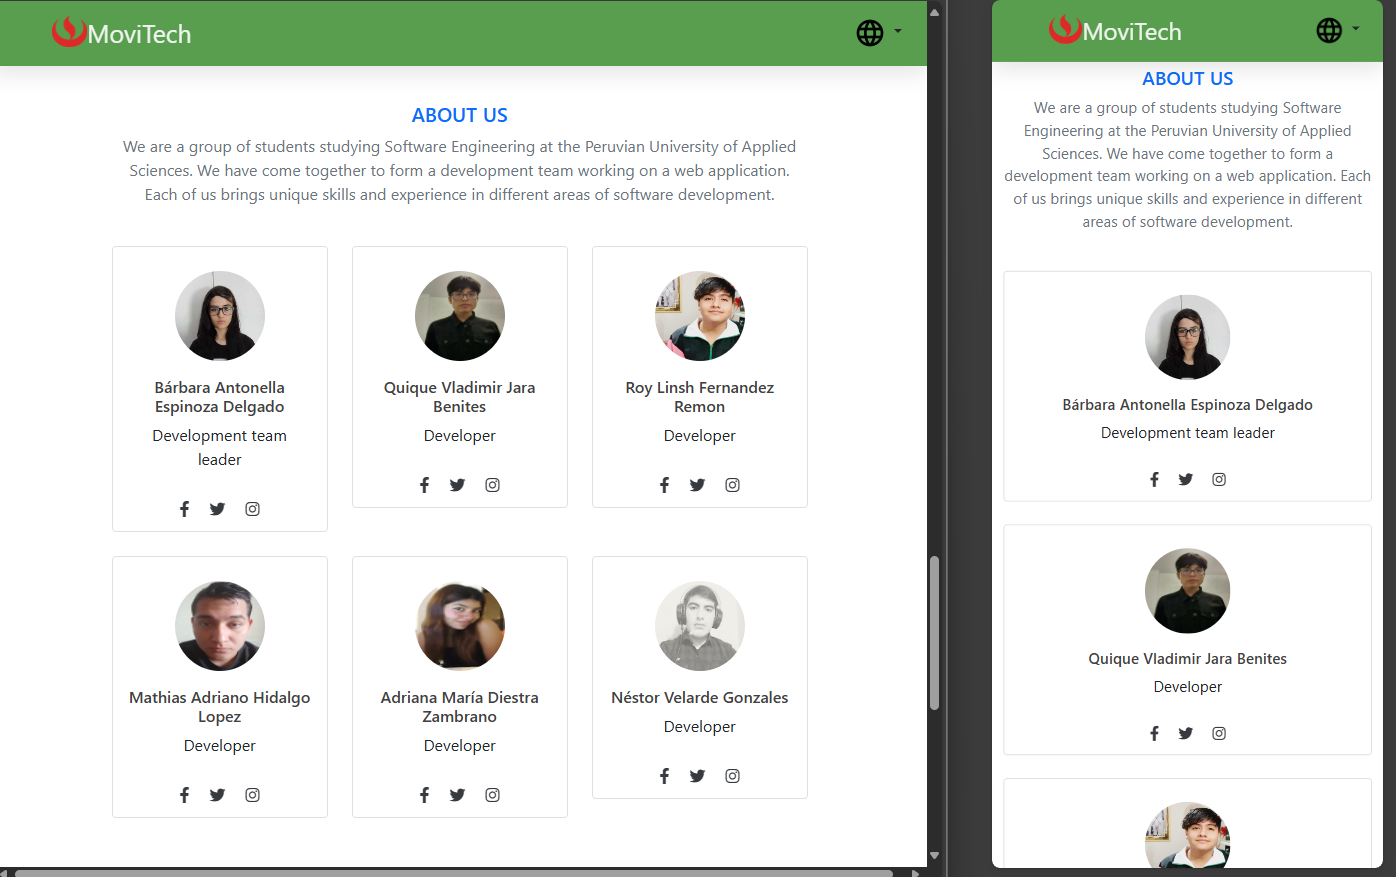 MoviTech
ABOUT US
We are a group of students studying Software Engineering at the Peruvian University of Applied
Sciences. We have come together to form a development team working on a web application.
Each of us brings unique skills and experience in different areas of software development.
Bárbara Antonella
Espinoza Delgado
Development team
leader
Quique Vladimir Jara
Benites
Developer
Roy Linsh Fernandez
Remon
Developer
Mathias Adriano Hidalgo
Lopez
Developer
Adriana María Diestra
Zambrano
Developer
Néstor Velarde Gonzales
Developer
MoviTech
ABOUT US
We are a group of students studying Software
Engineering at the Peruvian University of Applied
Sciences. We have come together to form a
development team working on a web application. Each
of us brings unique skills and experience in different
areas of software development.
Bárbara Antonella Espinoza Delgado
Development team leader
Quique Vladimir Jara Benites
Developer